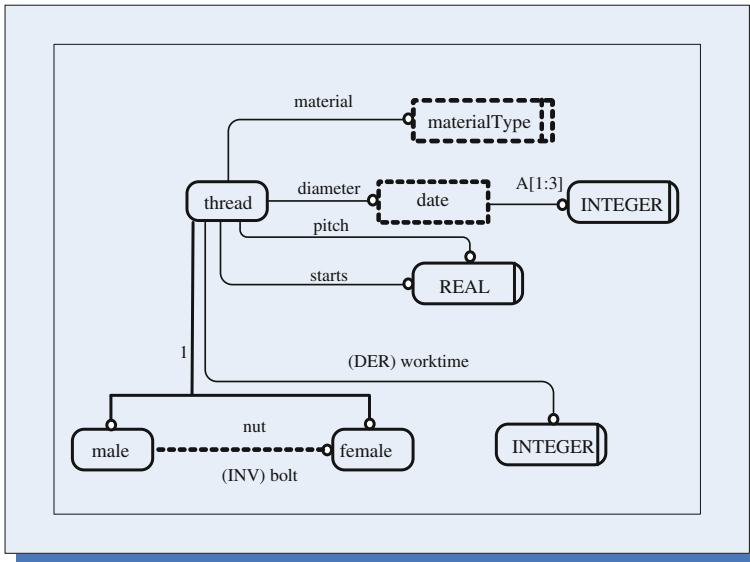 material
materialType
A[1:3]
diameter
thread
date
INTEGER
pitch
starts
REAL
1
(DER) worktime
nut
male
female
INTEGER
(INV) bolt